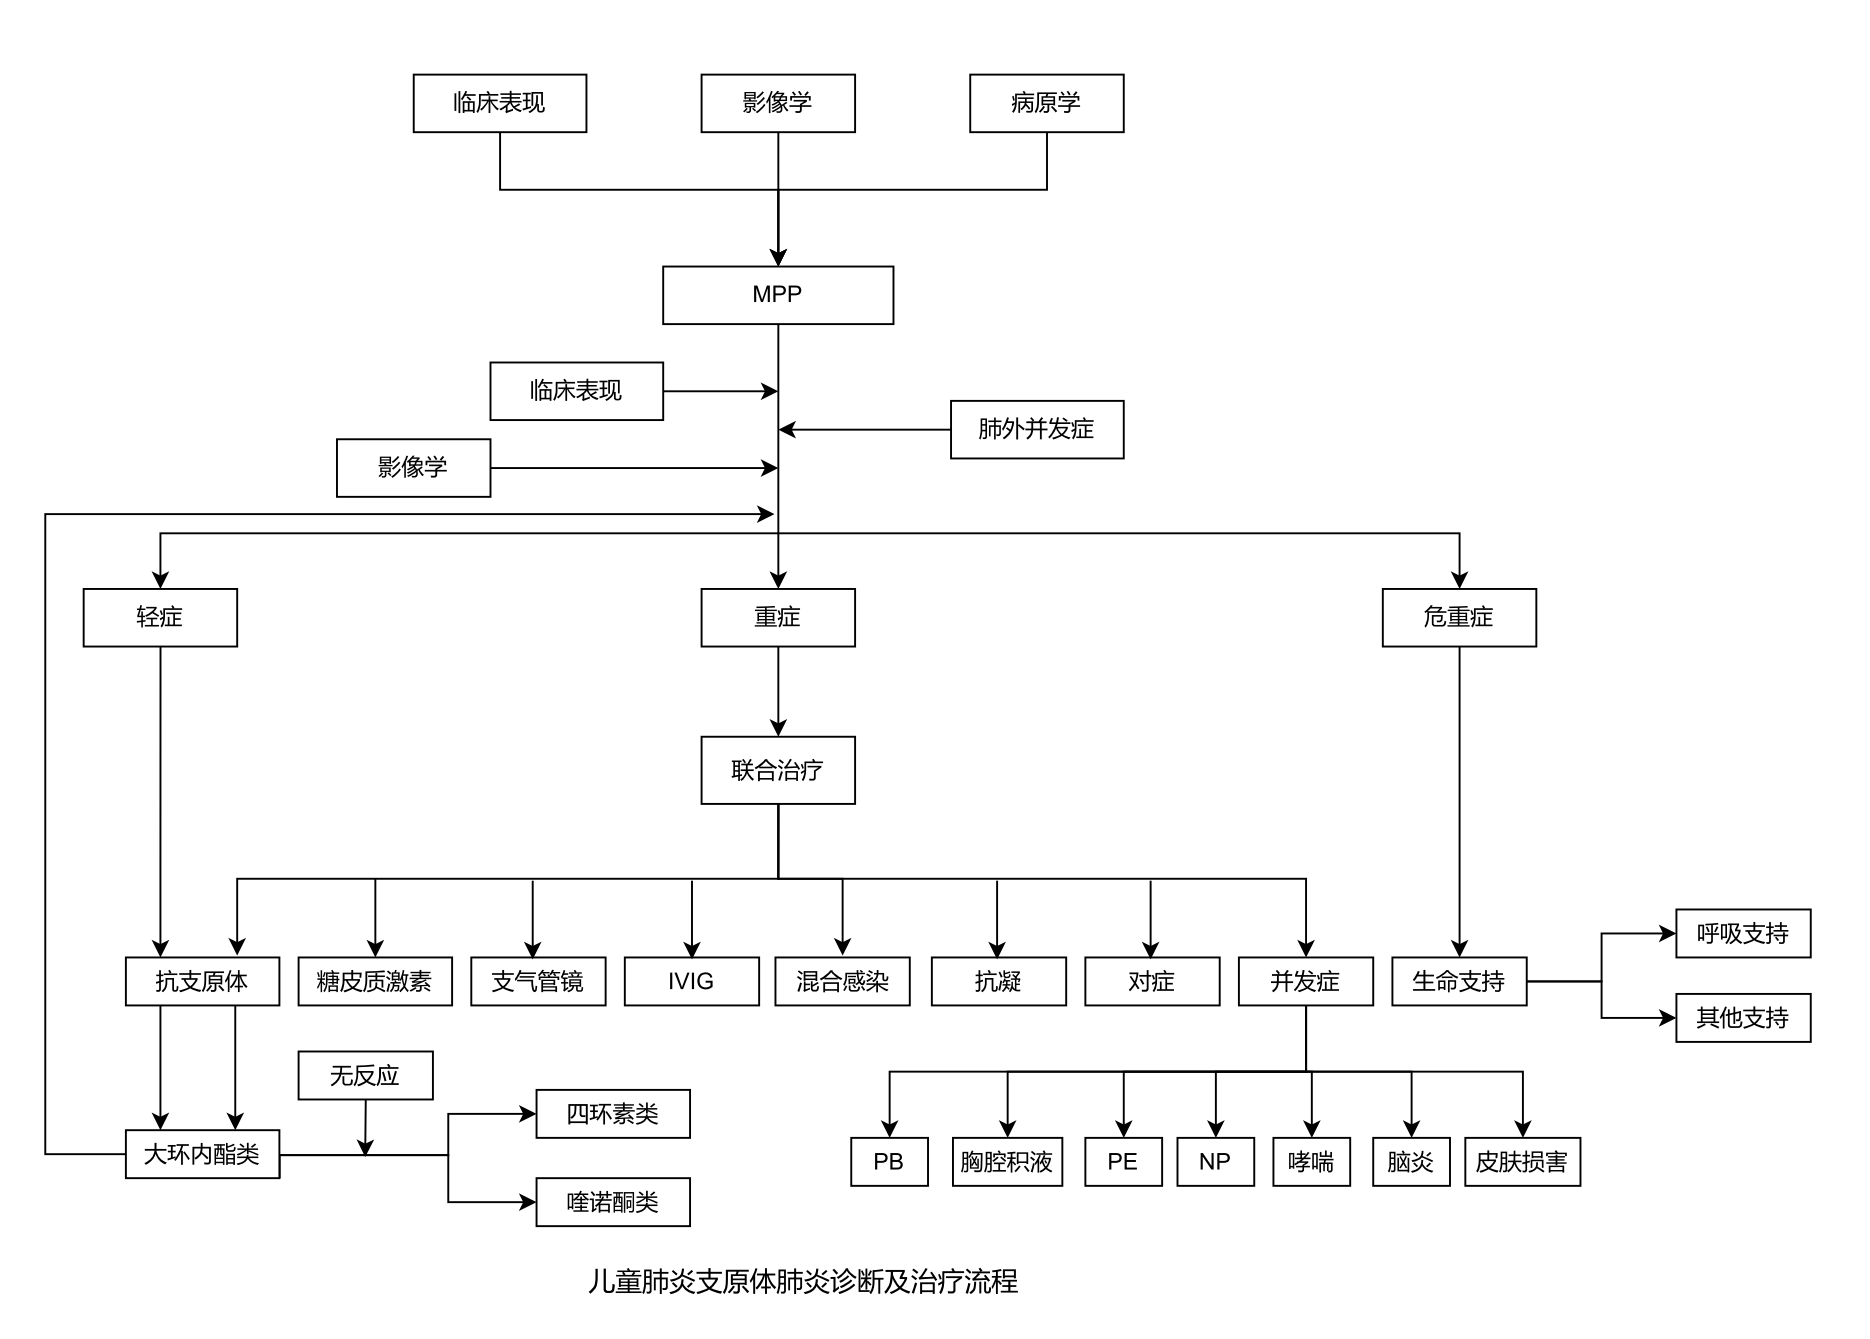 临床表现
影像学
病原学
MPP
临床表现
肺外并发症
影像学
轻症
重症
危重症
联合治疗
呼吸支持
抗支原体
糖皮质激素
支气管镜
IVIG
混合感染
抗凝
对症
并发症
生命支持
其他支持
无反应
四环素类
大环内酯类
PB
胸腔积液
PE
NP
哮喘
脑炎
皮肤损害
喹诺酮类
儿童肺炎支原体肺炎诊断及治疗流程